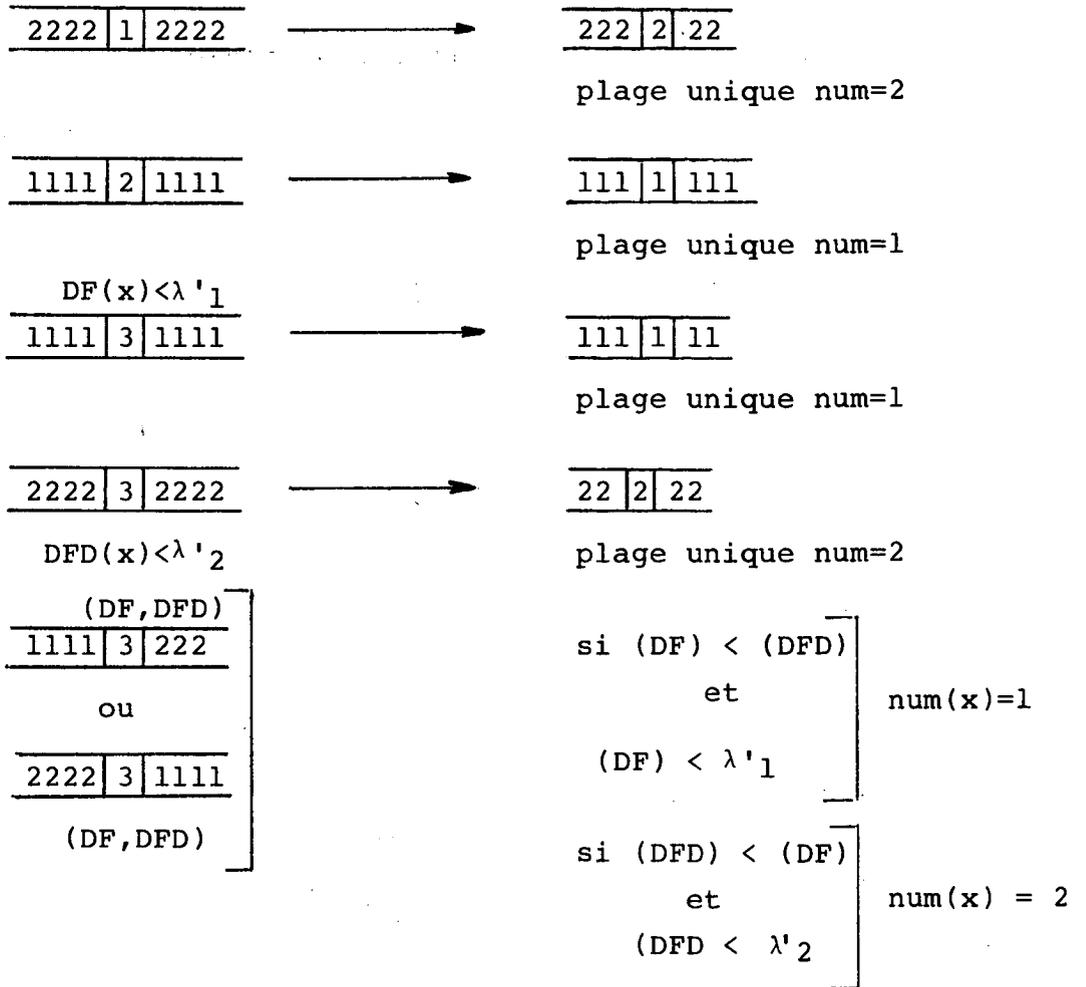 2222 1 2222 222 2 22
plage unique num=2
1111 2 1111 111 1 111
plage unique num=1
DF(x)<λ'1
1111 3 1111 111 1 11
plage unique num=1
2222 3 2222 22 2 22
DFD(x)<λ'2 plage unique num=2
(DF,DFD)
1111 3 222
ou
2222 3 1111
(DF,DFD)
si (DF) < (DFD)
et
(DF) < λ'1
num(x)=1
si (DFD) < (DF)
et
(DFD < λ'2
num(x) = 2